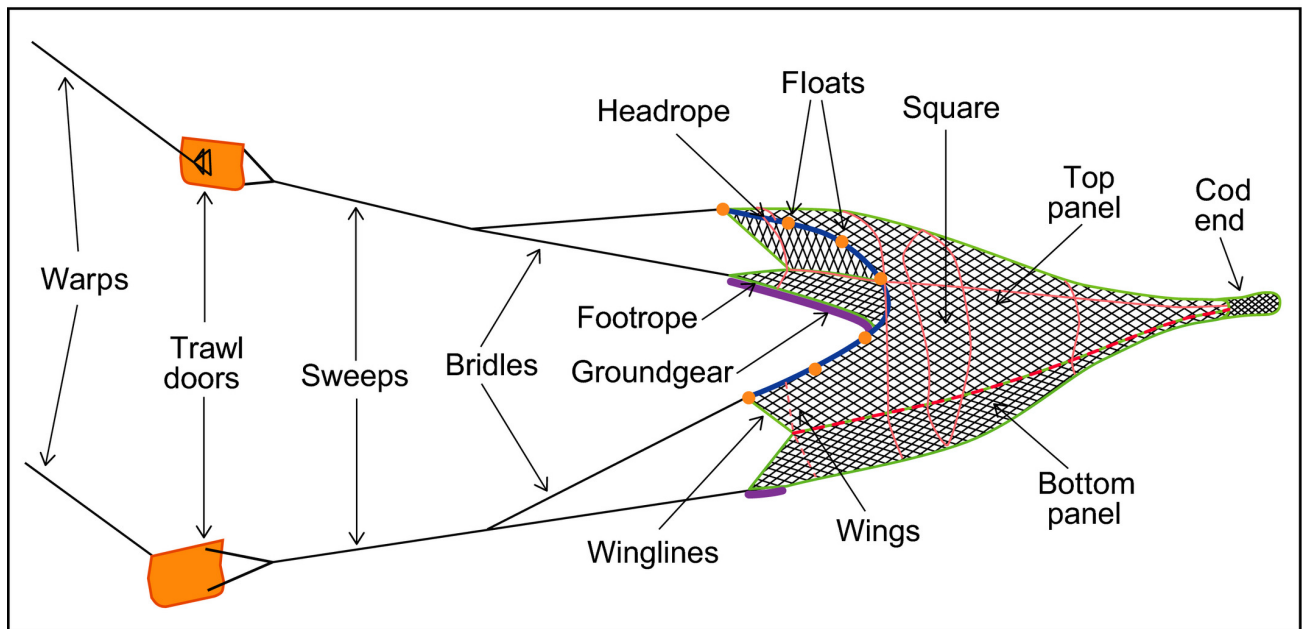 Floats
Headrope
Square
Top
panel
Cod
end
Warps
Trawl
doors
Sweeps
Bridles
Footrope
Groundgear
Winglines
Wings
Bottom
panel